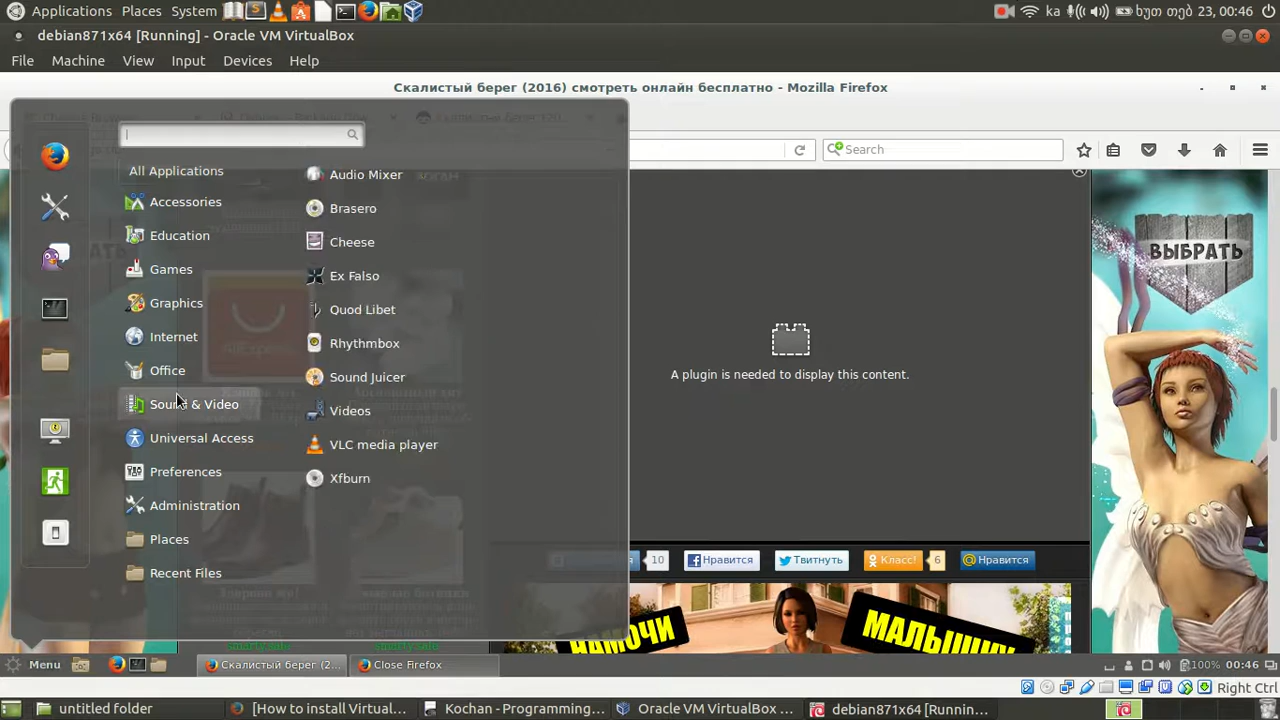 Applications Places System ka ხუთ თებ 23, 00:46
debian871x64 [Running] - Oracle VM VirtualBox
File Machine View Input Devices Help
Скалистый берег (2016) смотреть онлайн бесплатно - Mozilla Firefox
Search
All Applications
Accessories
Education
Games
Graphics
Internet
Office
Sound & Video
Universal Access
Preferences
Administration
Places
Recent Files
Audio Mixer
Brasero
Cheese
Ex Falso
Quod Libet
Rhythmbox
Sound Juicer
Videos
VLC media player
Xfburn
A plugin is needed to display this content.
ВЫБРАТЬ
10 Нравится Твитнуть Класс! 6 Нравится
НАМОЧИ МАЛЫШКУ
Menu Скалистый берег (2... Close Firefox 100% 00:46
Right Ctrl
untitled folder [How to install Virtual... Kochan - Programming... Oracle VM VirtualBox ... debian871x64 [Runnin...